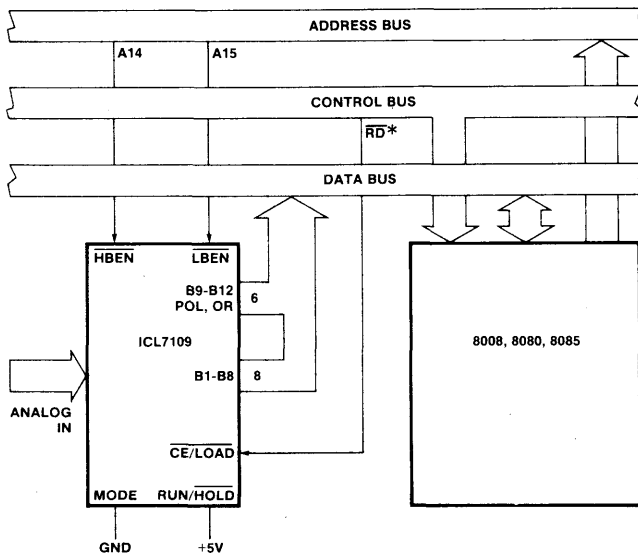 ADDRESS BUS
A14
A15
CONTROL BUS
RD*
DATA BUS
HBEN
LBEN
B9-B12
POL, OR
6
ICL7109
8008, 8080, 8085
B1-B8
8
ANALOG
IN
CE/LOAD
MODE
RUN/HOLD
GND
+5V